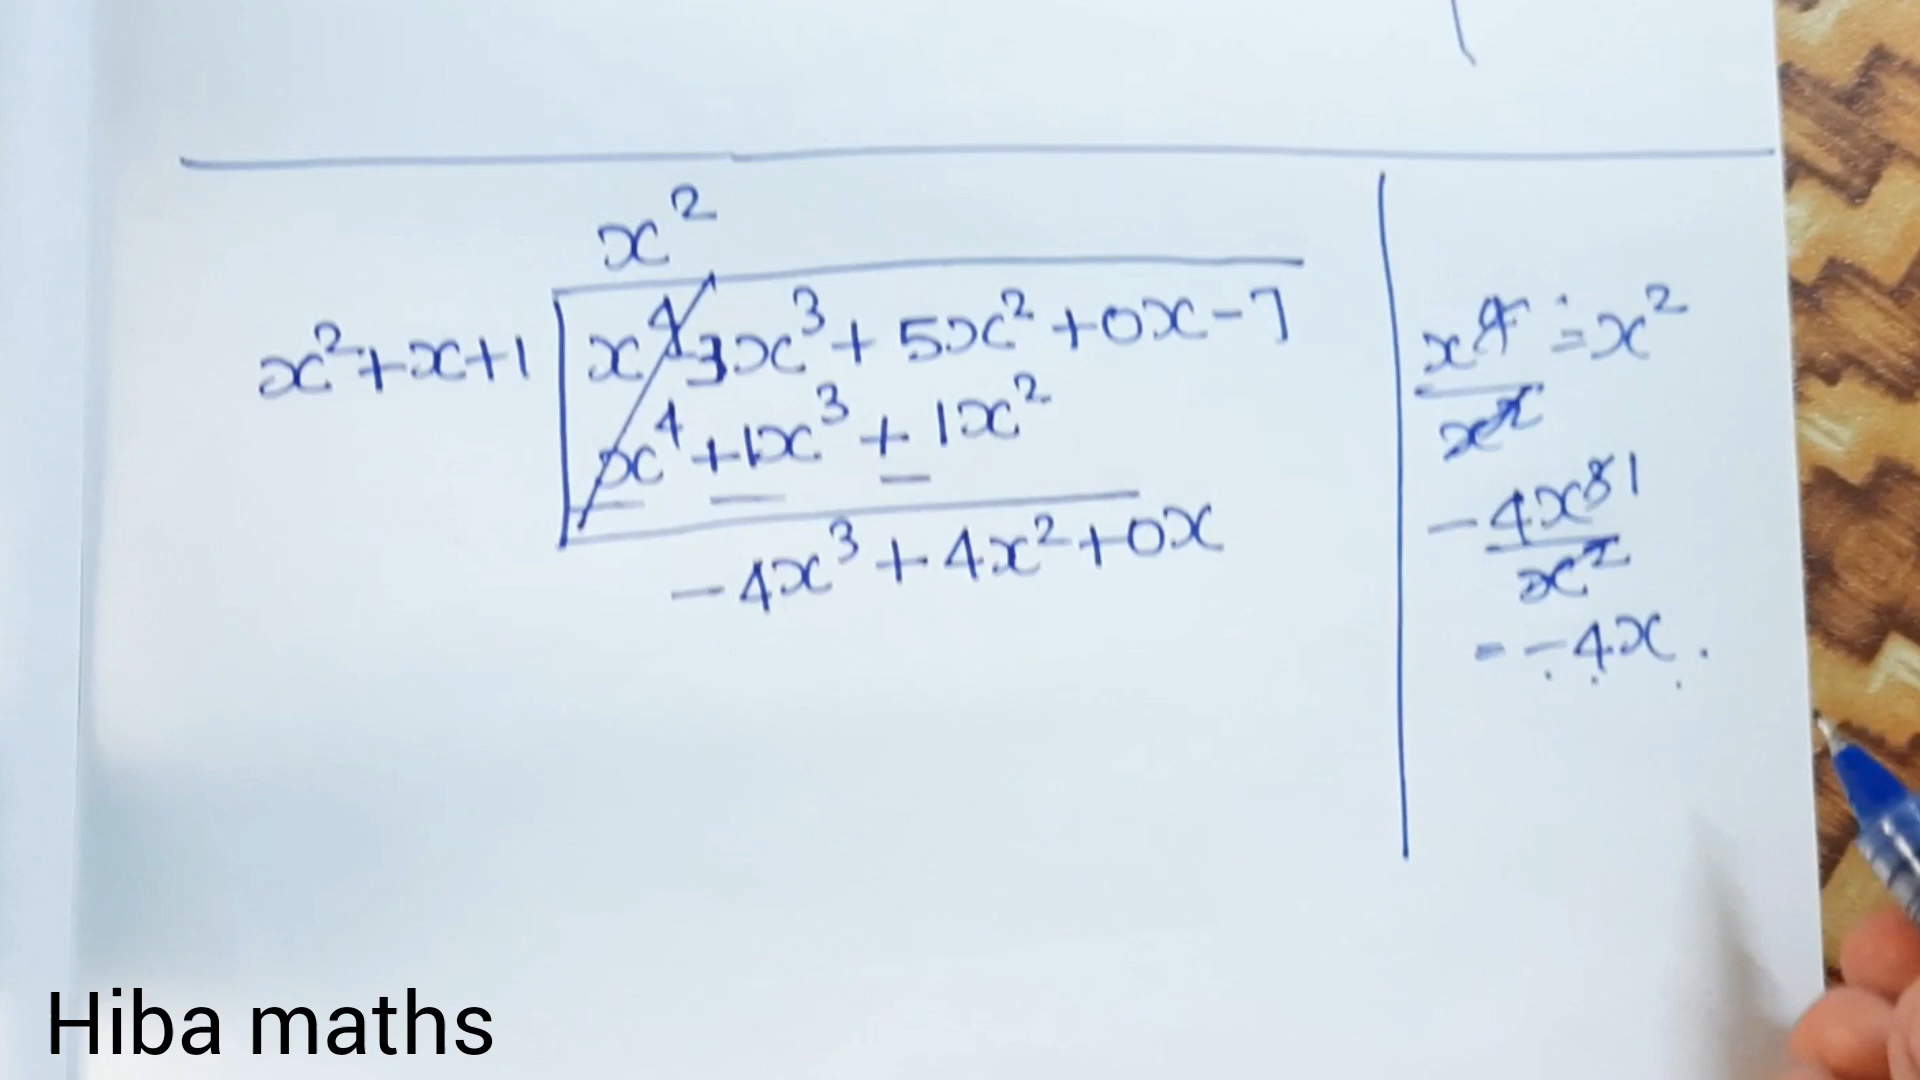 x²
x²+x+1 x⁴-3x³+5x²+0x-7
x⁴+1x³+1x²
- - -
-4x³+4x²+0x
x⁴/x² = x²
-4x³1/x²
= -4x.
Hiba maths